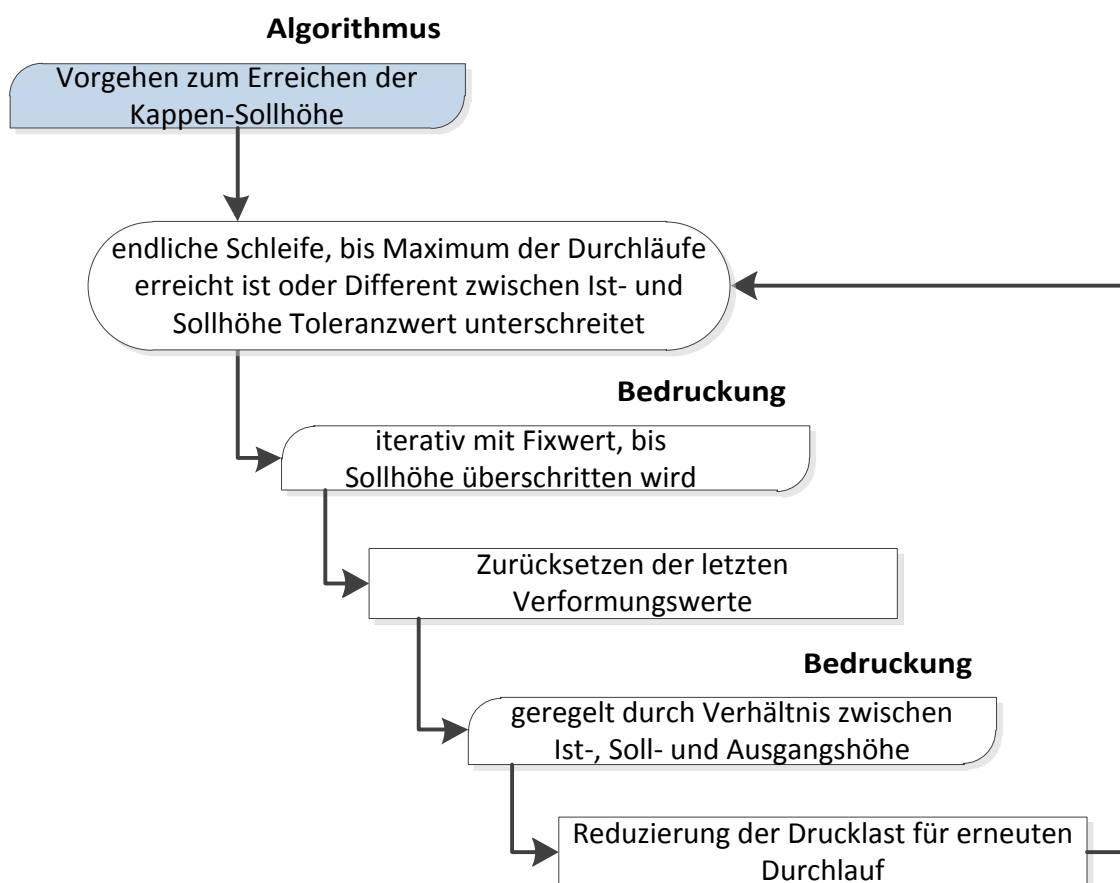 Algorithmus
Vorgehen zum Erreichen der
Kappen-Sollhöhe
endliche Schleife, bis Maximum der Durchläufe
erreicht ist oder Different zwischen Ist- und
Sollhöhe Toleranzwert unterschreitet
Bedruckung
iterativ mit Fixwert, bis
Sollhöhe überschritten wird
Zurücksetzen der letzten
Verformungswerte
Bedruckung
geregelt durch Verhältnis zwischen
Ist-, Soll- und Ausgangshöhe
Reduzierung der Drucklast für erneuten
Durchlauf